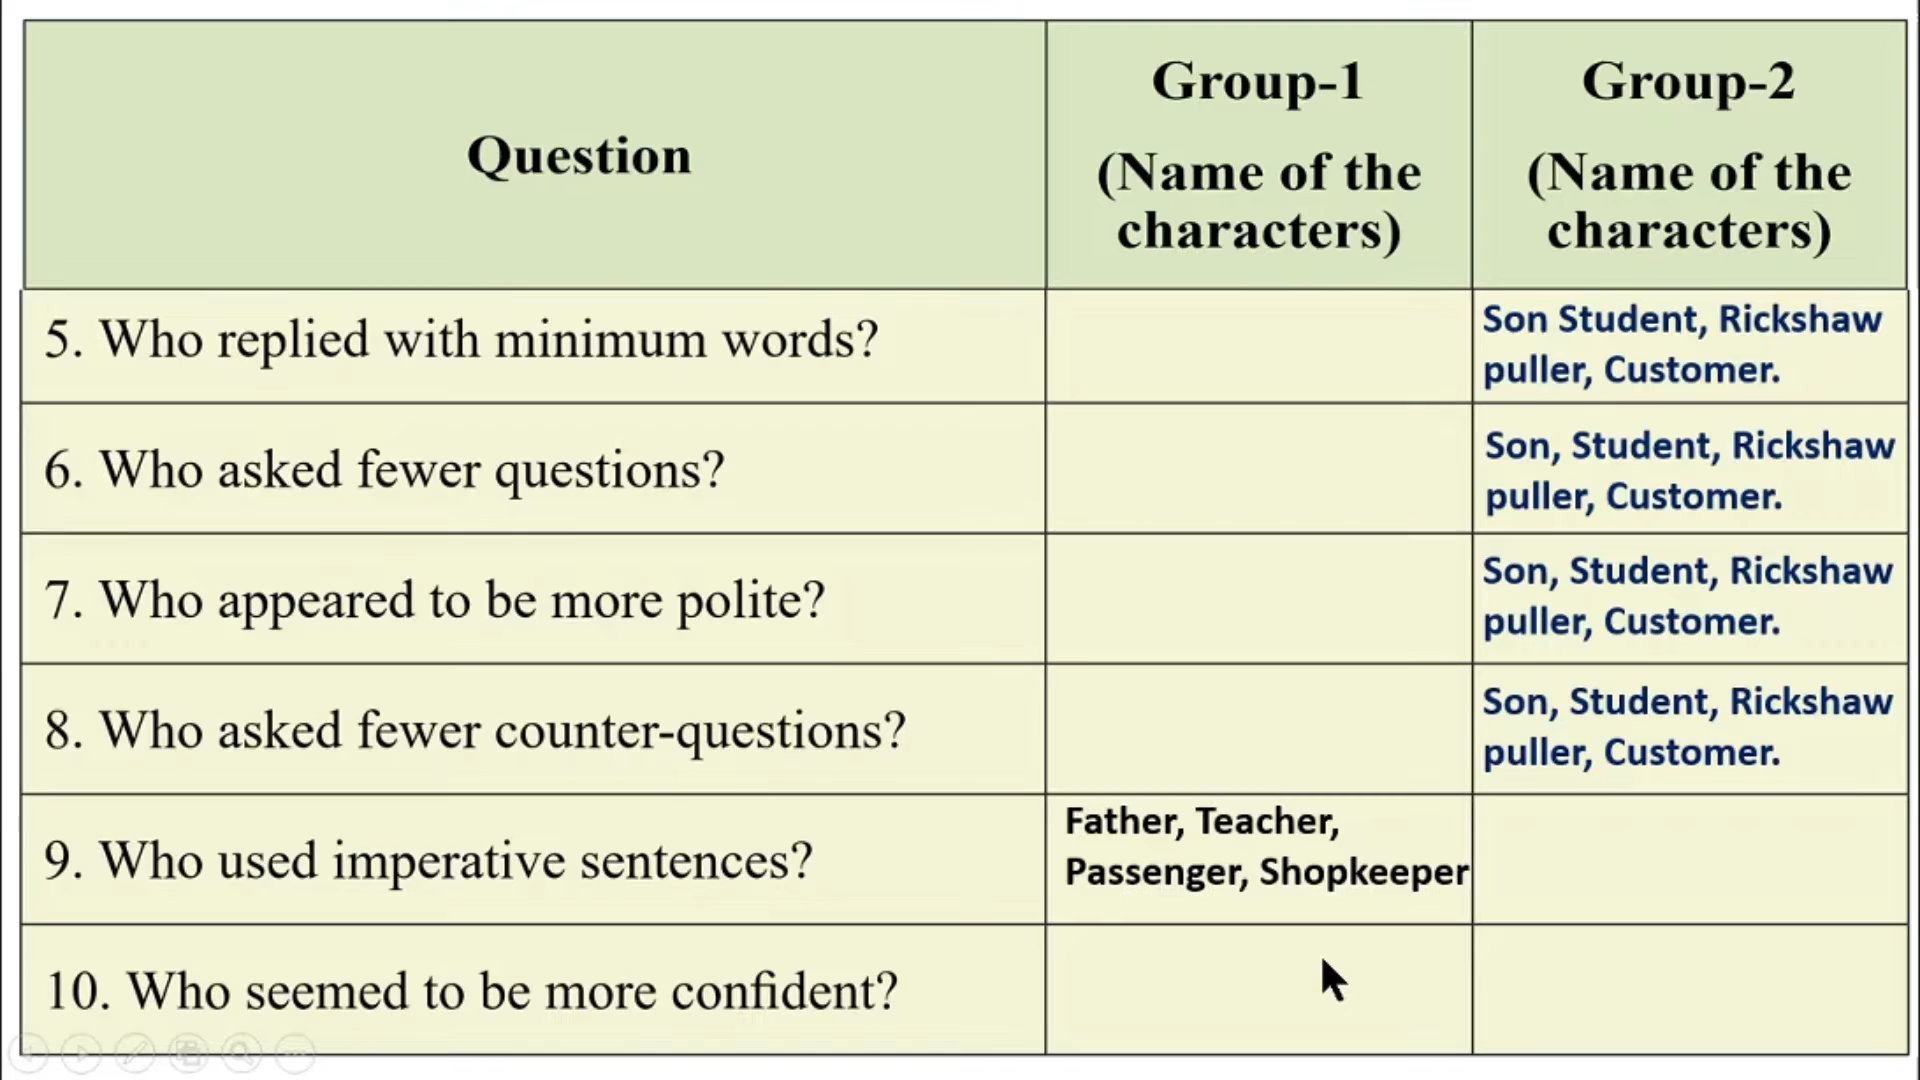 Question
Group-1
(Name of the
characters)
Group-2
(Name of the
characters)
5. Who replied with minimum words?
Son Student, Rickshaw
puller, Customer.
6. Who asked fewer questions?
Son, Student, Rickshaw
puller, Customer.
7. Who appeared to be more polite?
Son, Student, Rickshaw
puller, Customer.
8. Who asked fewer counter-questions?
Son, Student, Rickshaw
puller, Customer.
9. Who used imperative sentences?
Father, Teacher,
Passenger, Shopkeeper
10. Who seemed to be more confident?